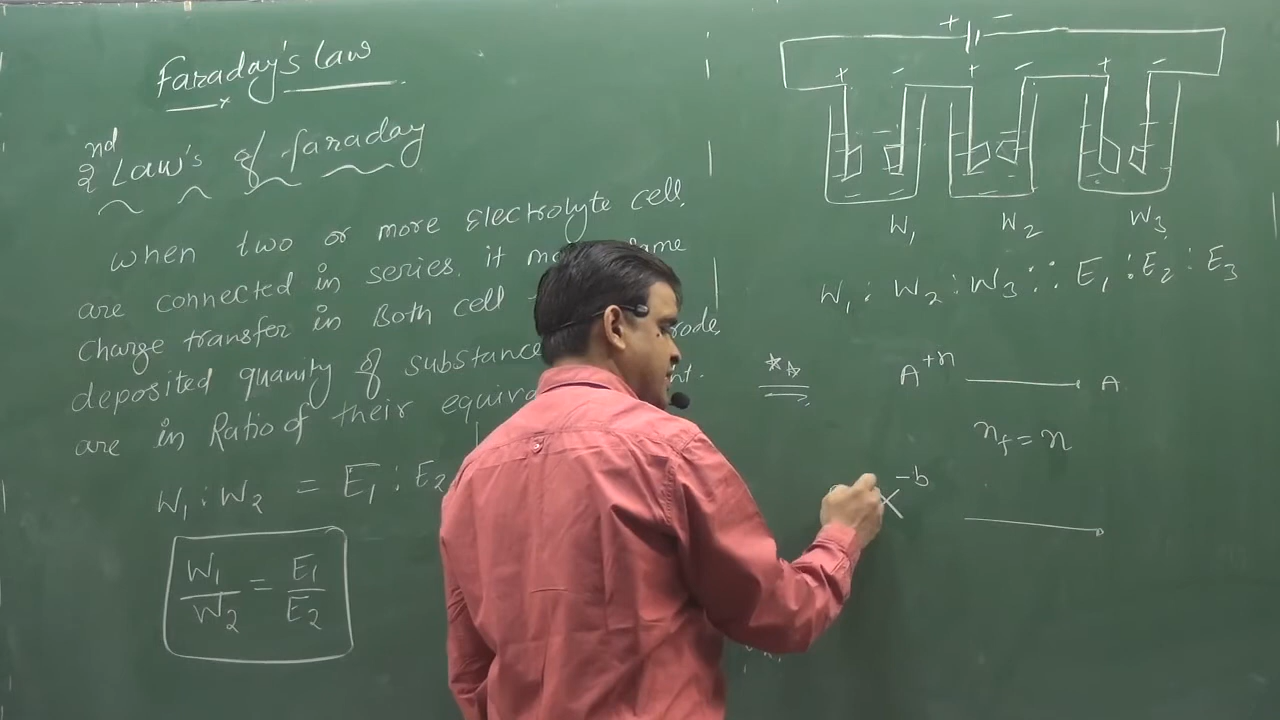 Faraday's Law
2nd Law's of faraday
when two or more Electrolyte cell
are connected in series. it
charge transfer in Both cell
deposited quanity of substance
are in Ratio of their
W1 : W2 = E1 : E2
W1/W2 = E1/E2
+ −
+ − + − + −
W1 W2 W3
W1 : W2 : W3 :: E1 : E2 : E3
A+n ⟶ A
nf = n
x−b ⟶